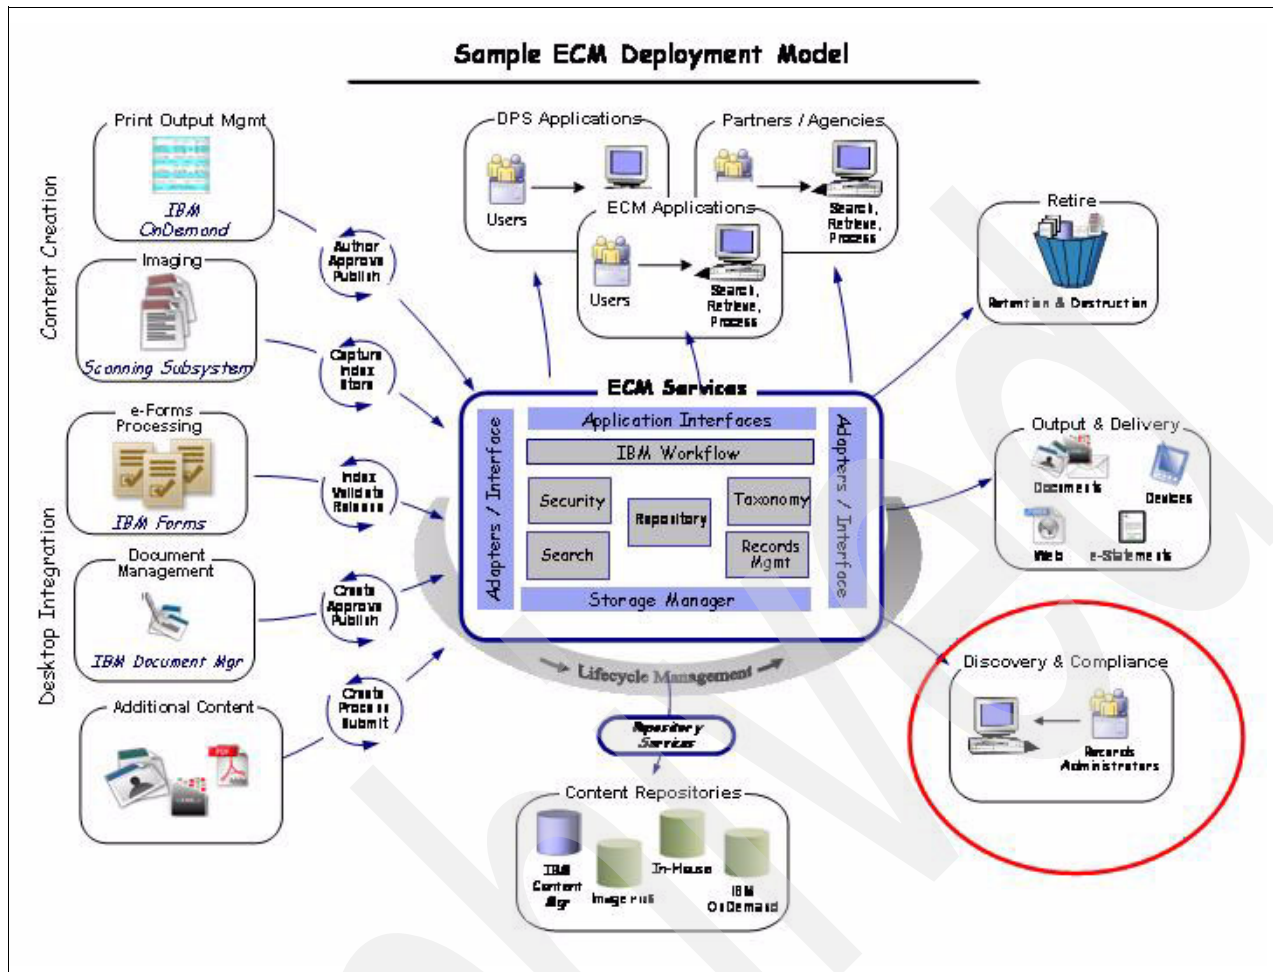 Sample ECM Deployment Model
Content Creation
Desktop Integration
Print Output Mgmt
IBM
OnDemand
Imaging
Scanning Subsystem
e-Forms
Processing
IBM Forms
Document
Management
IBM Document Mgr
Additional Content
PDF
Author
Approve
Publish
Capture
Index
Store
Index
Validate
Release
Create
Approve
Publish
Create
Process
Submit
DPS Applications
Users
Partners / Agencies
Search,
Retrieve,
Process
ECM Applications
Users
Search,
Retrieve,
Process
ECM Services
Adapters / Interface
Application Interfaces
IBM Workflow
Security
Repository
Taxonomy
Search
Records
Mgmt
Storage Manager
Adapters / Interface
Lifecycle Management
Repository
Services
Content Repositories
IBM
Content
Mgr
Image
In-House
IBM
OnDemand
Retire
Retention & Destruction
Output & Delivery
Documents
Devices
Web
e-Statements
Discovery & Compliance
Records
Administrators